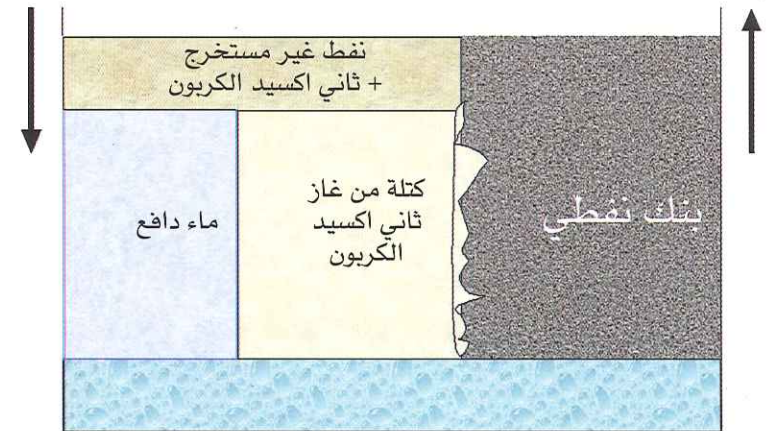 نفط غير مستخرج
+ ثاني اكسيد الكربون
بنك نفطي
كتلة من غاز
ثاني اكسيد
الكربون
ماء دافع